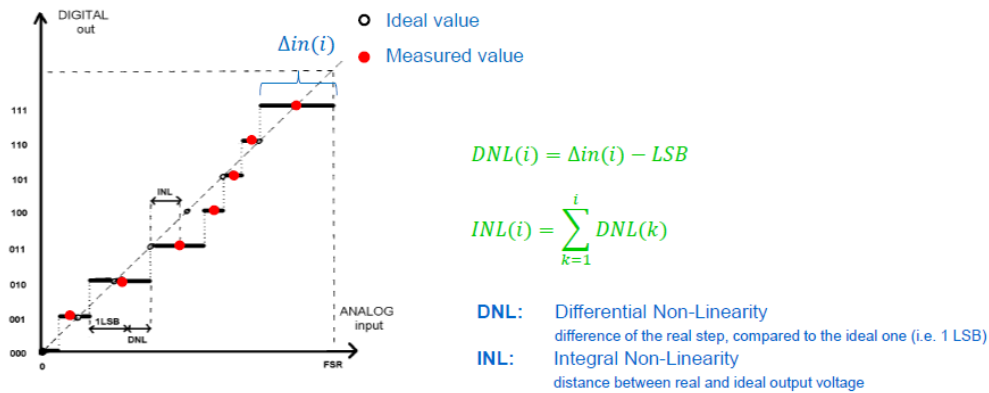 DIGITAL
out
Ideal value
Δin(i)
Measured value
111
110
101
100
011
010
001
000
INL
1LSB
DNL
ANALOG
input
0
FSR
DNL(i) = Δin(i) − LSB
INL(i) = ∑_{k=1}^{i} DNL(k)
DNL: Differential Non-Linearity
difference of the real step, compared to the ideal one (i.e. 1 LSB)
INL: Integral Non-Linearity
distance between real and ideal output voltage